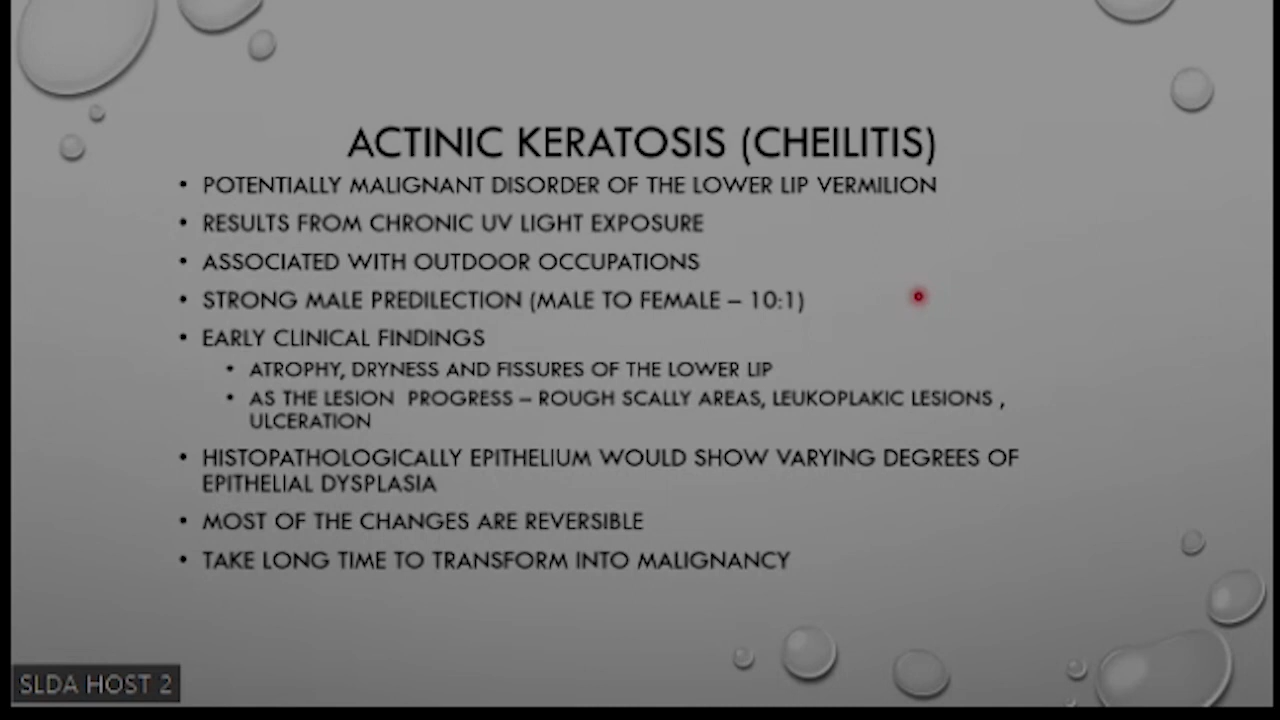 ACTINIC KERATOSIS (CHEILITIS)
• POTENTIALLY MALIGNANT DISORDER OF THE LOWER LIP VERMILION
• RESULTS FROM CHRONIC UV LIGHT EXPOSURE
• ASSOCIATED WITH OUTDOOR OCCUPATIONS
• STRONG MALE PREDILECTION (MALE TO FEMALE – 10:1)
• EARLY CLINICAL FINDINGS
• ATROPHY, DRYNESS AND FISSURES OF THE LOWER LIP
• AS THE LESION PROGRESS – ROUGH SCALLY AREAS, LEUKOPLAKIC LESIONS ,
ULCERATION
• HISTOPATHOLOGICALLY EPITHELIUM WOULD SHOW VARYING DEGREES OF
EPITHELIAL DYSPLASIA
• MOST OF THE CHANGES ARE REVERSIBLE
• TAKE LONG TIME TO TRANSFORM INTO MALIGNANCY
SLDA HOST 2